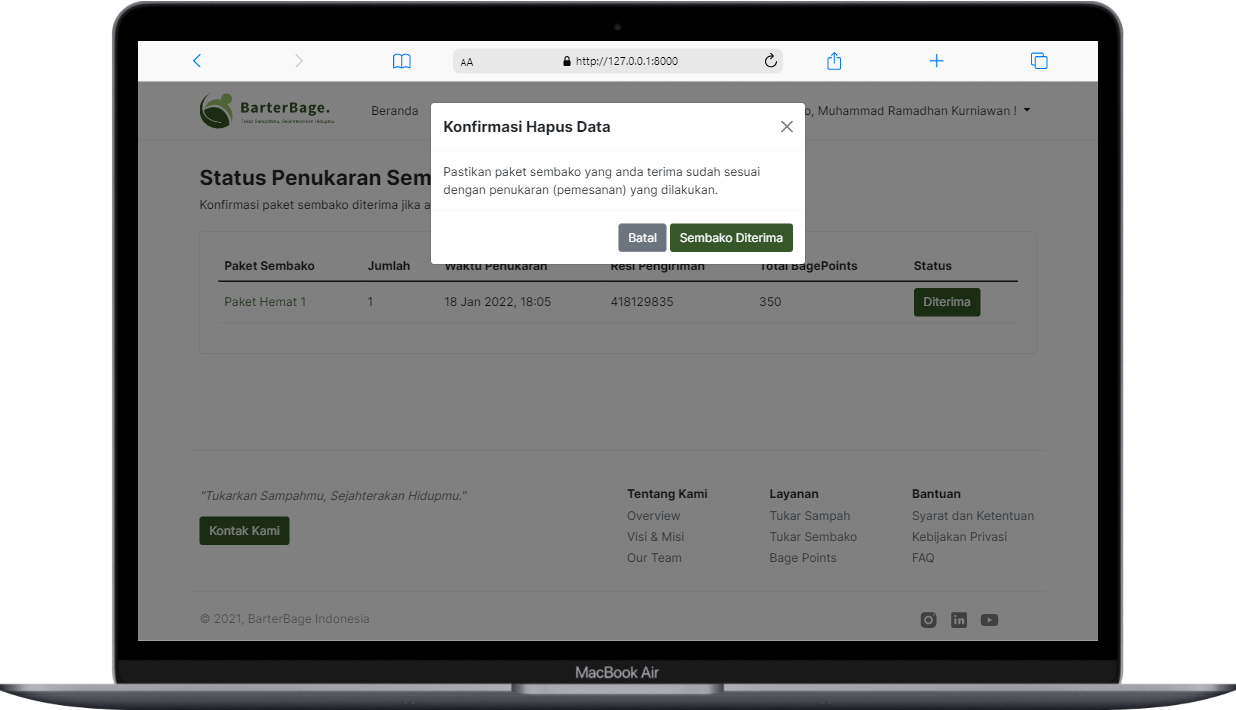 AA
http://127.0.0.1:8000
BarterBage.
Tukar Sampahmu, Sejahterakan Hidupmu
Beranda
o, Muhammad Ramadhan Kurniawan !
Konfirmasi Hapus Data
Pastikan paket sembako yang anda terima sudah sesuai
dengan penukaran (pemesanan) yang dilakukan.
Batal
Sembako Diterima
Status Penukaran Sem
Konfirmasi paket sembako diterima jika a
Paket Sembako Jumlah Waktu Penukaran Resi Pengiriman Total BagePoints Status
Paket Hemat 1 1 18 Jan 2022, 18:05 418129835 350 Diterima
"Tukarkan Sampahmu, Sejahterakan Hidupmu."
Kontak Kami
Tentang Kami
Overview
Visi & Misi
Our Team
Layanan
Tukar Sampah
Tukar Sembako
Bage Points
Bantuan
Syarat dan Ketentuan
Kebijakan Privasi
FAQ
© 2021, BarterBage Indonesia
in
MacBook Air